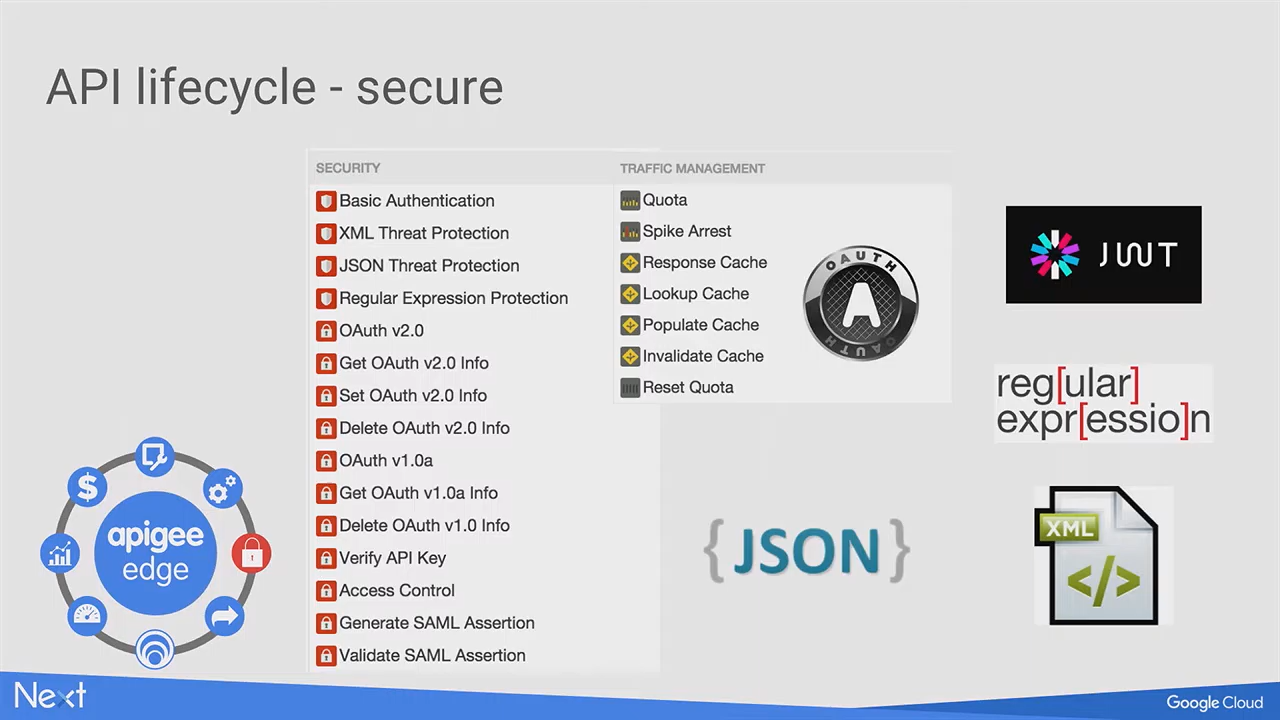 API lifecycle - secure
SECURITY
Basic Authentication
XML Threat Protection
JSON Threat Protection
Regular Expression Protection
OAuth v2.0
Get OAuth v2.0 Info
Set OAuth v2.0 Info
Delete OAuth v2.0 Info
OAuth v1.0a
Get OAuth v1.0a Info
Delete OAuth v1.0 Info
Verify API Key
Access Control
Generate SAML Assertion
Validate SAML Assertion
TRAFFIC MANAGEMENT
Quota
Spike Arrest
Response Cache
Lookup Cache
Populate Cache
Invalidate Cache
Reset Quota
OAUTH
A
OAUTH
JWT
reg[ular]
expr[essio]n
{JSON}
XML
</>
$
apigee
edge
Next
Google Cloud